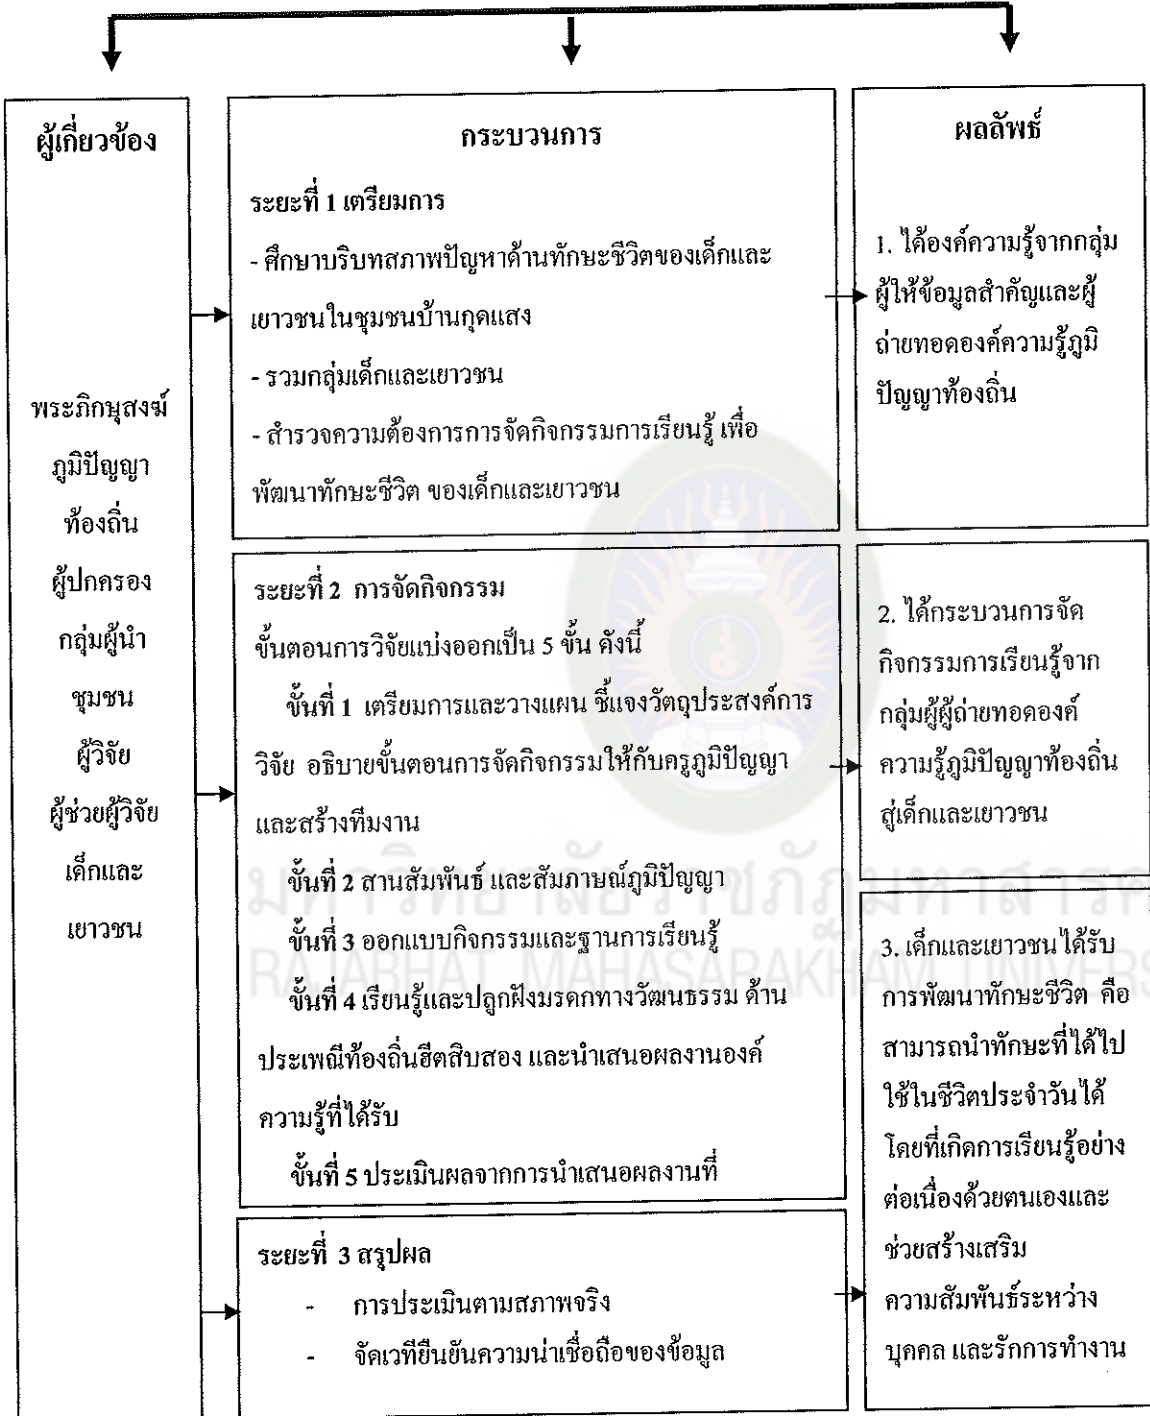 ผู้เกี่ยวข้อง
พระภิกษุสงฆ์
ภูมิปัญญา
ท้องถิ่น
ผู้ปกครอง
กลุ่มผู้นำ
ชุมชน
ผู้วิจัย
ผู้ช่วยผู้วิจัย
เด็กและ
เยาวชน
กระบวนการ
ระยะที่ 1 เตรียมการ
- ศึกษาบริบทสภาพปัญหาด้านทักษะชีวิตของเด็กและ
เยาวชนในชุมชนบ้านกุดแสง
- รวมกลุ่มเด็กและเยาวชน
- สำรวจความต้องการการจัดกิจกรรมการเรียนรู้ เพื่อ
พัฒนาทักษะชีวิต ของเด็กและเยาวชน
ระยะที่ 2 การจัดกิจกรรม
ขั้นตอนการวิจัยแบ่งออกเป็น 5 ขั้น ดังนี้
ขั้นที่ 1 เตรียมการและวางแผน ชี้แจงวัตถุประสงค์การ
วิจัย อธิบายขั้นตอนการจัดกิจกรรมให้กับครูภูมิปัญญา
และสร้างทีมงาน
ขั้นที่ 2 สานสัมพันธ์ และสัมภาษณ์ภูมิปัญญา
ขั้นที่ 3 ออกแบบกิจกรรมและฐานการเรียนรู้
ขั้นที่ 4 เรียนรู้และปลูกฝังมรดกทางวัฒนธรรม ด้าน
ประเพณีท้องถิ่นฮีตสิบสอง และนำเสนอผลงานองค์
ความรู้ที่ได้รับ
ขั้นที่ 5 ประเมินผลจากการนำเสนอผลงานที่
ระยะที่ 3 สรุปผล
- การประเมินตามสภาพจริง
- จัดเวทียืนยันความน่าเชื่อถือของข้อมูล
ผลลัพธ์
1. ได้องค์ความรู้จากกลุ่ม
ผู้ให้ข้อมูลสำคัญและผู้
ถ่ายทอดองค์ความรู้ภูมิ
ปัญญาท้องถิ่น
2. ได้กระบวนการจัด
กิจกรรมการเรียนรู้จาก
กลุ่มผู้ผู้ถ่ายทอดองค์
ความรู้ภูมิปัญญาท้องถิ่น
สู่เด็กและเยาวชน
3. เด็กและเยาวชนได้รับ
การพัฒนาทักษะชีวิต คือ
สามารถนำทักษะที่ได้ไป
ใช้ในชีวิตประจำวันได้
โดยที่เกิดการเรียนรู้อย่าง
ต่อเนื่องด้วยตนเองและ
ช่วยสร้างเสริม
ความสัมพันธ์ระหว่าง
บุคคล และรักการทำงาน
มหาวิทยาลัยราชภัฏมหาสารค
RAJABHAT MAHASARAKHAM UNIVERS